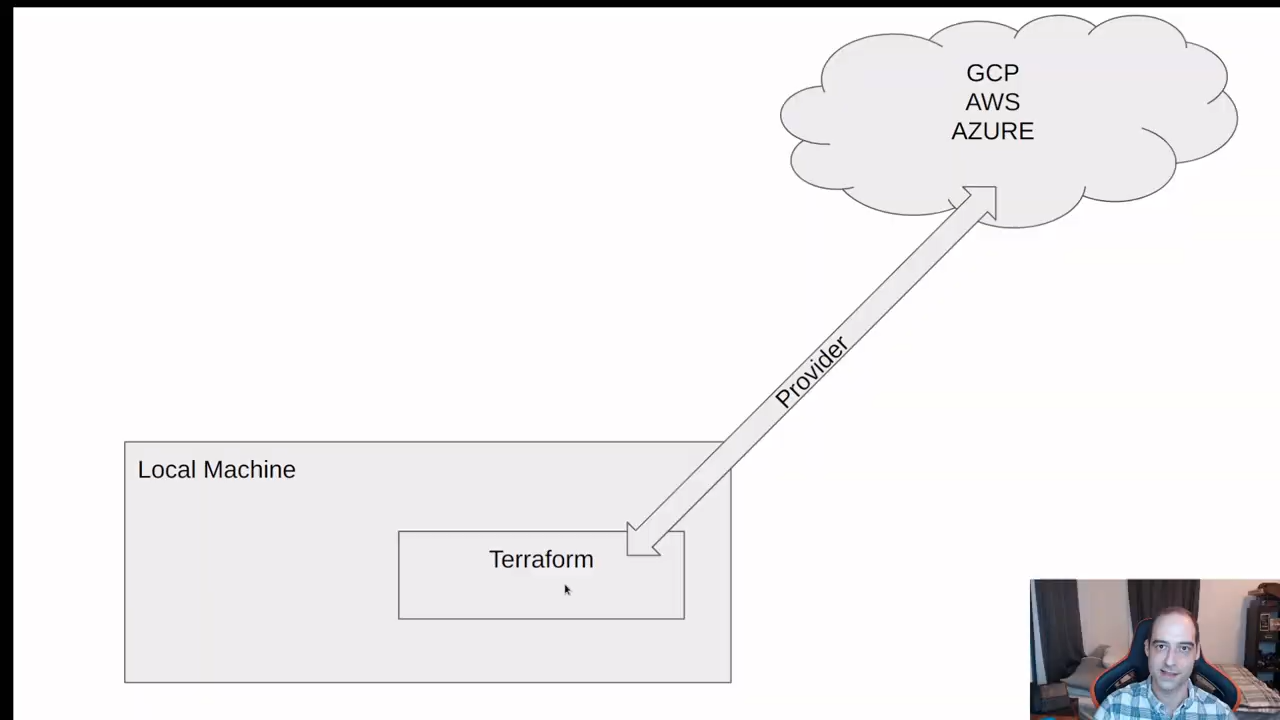 GCP
AWS
AZURE
Provider
Local Machine
Terraform